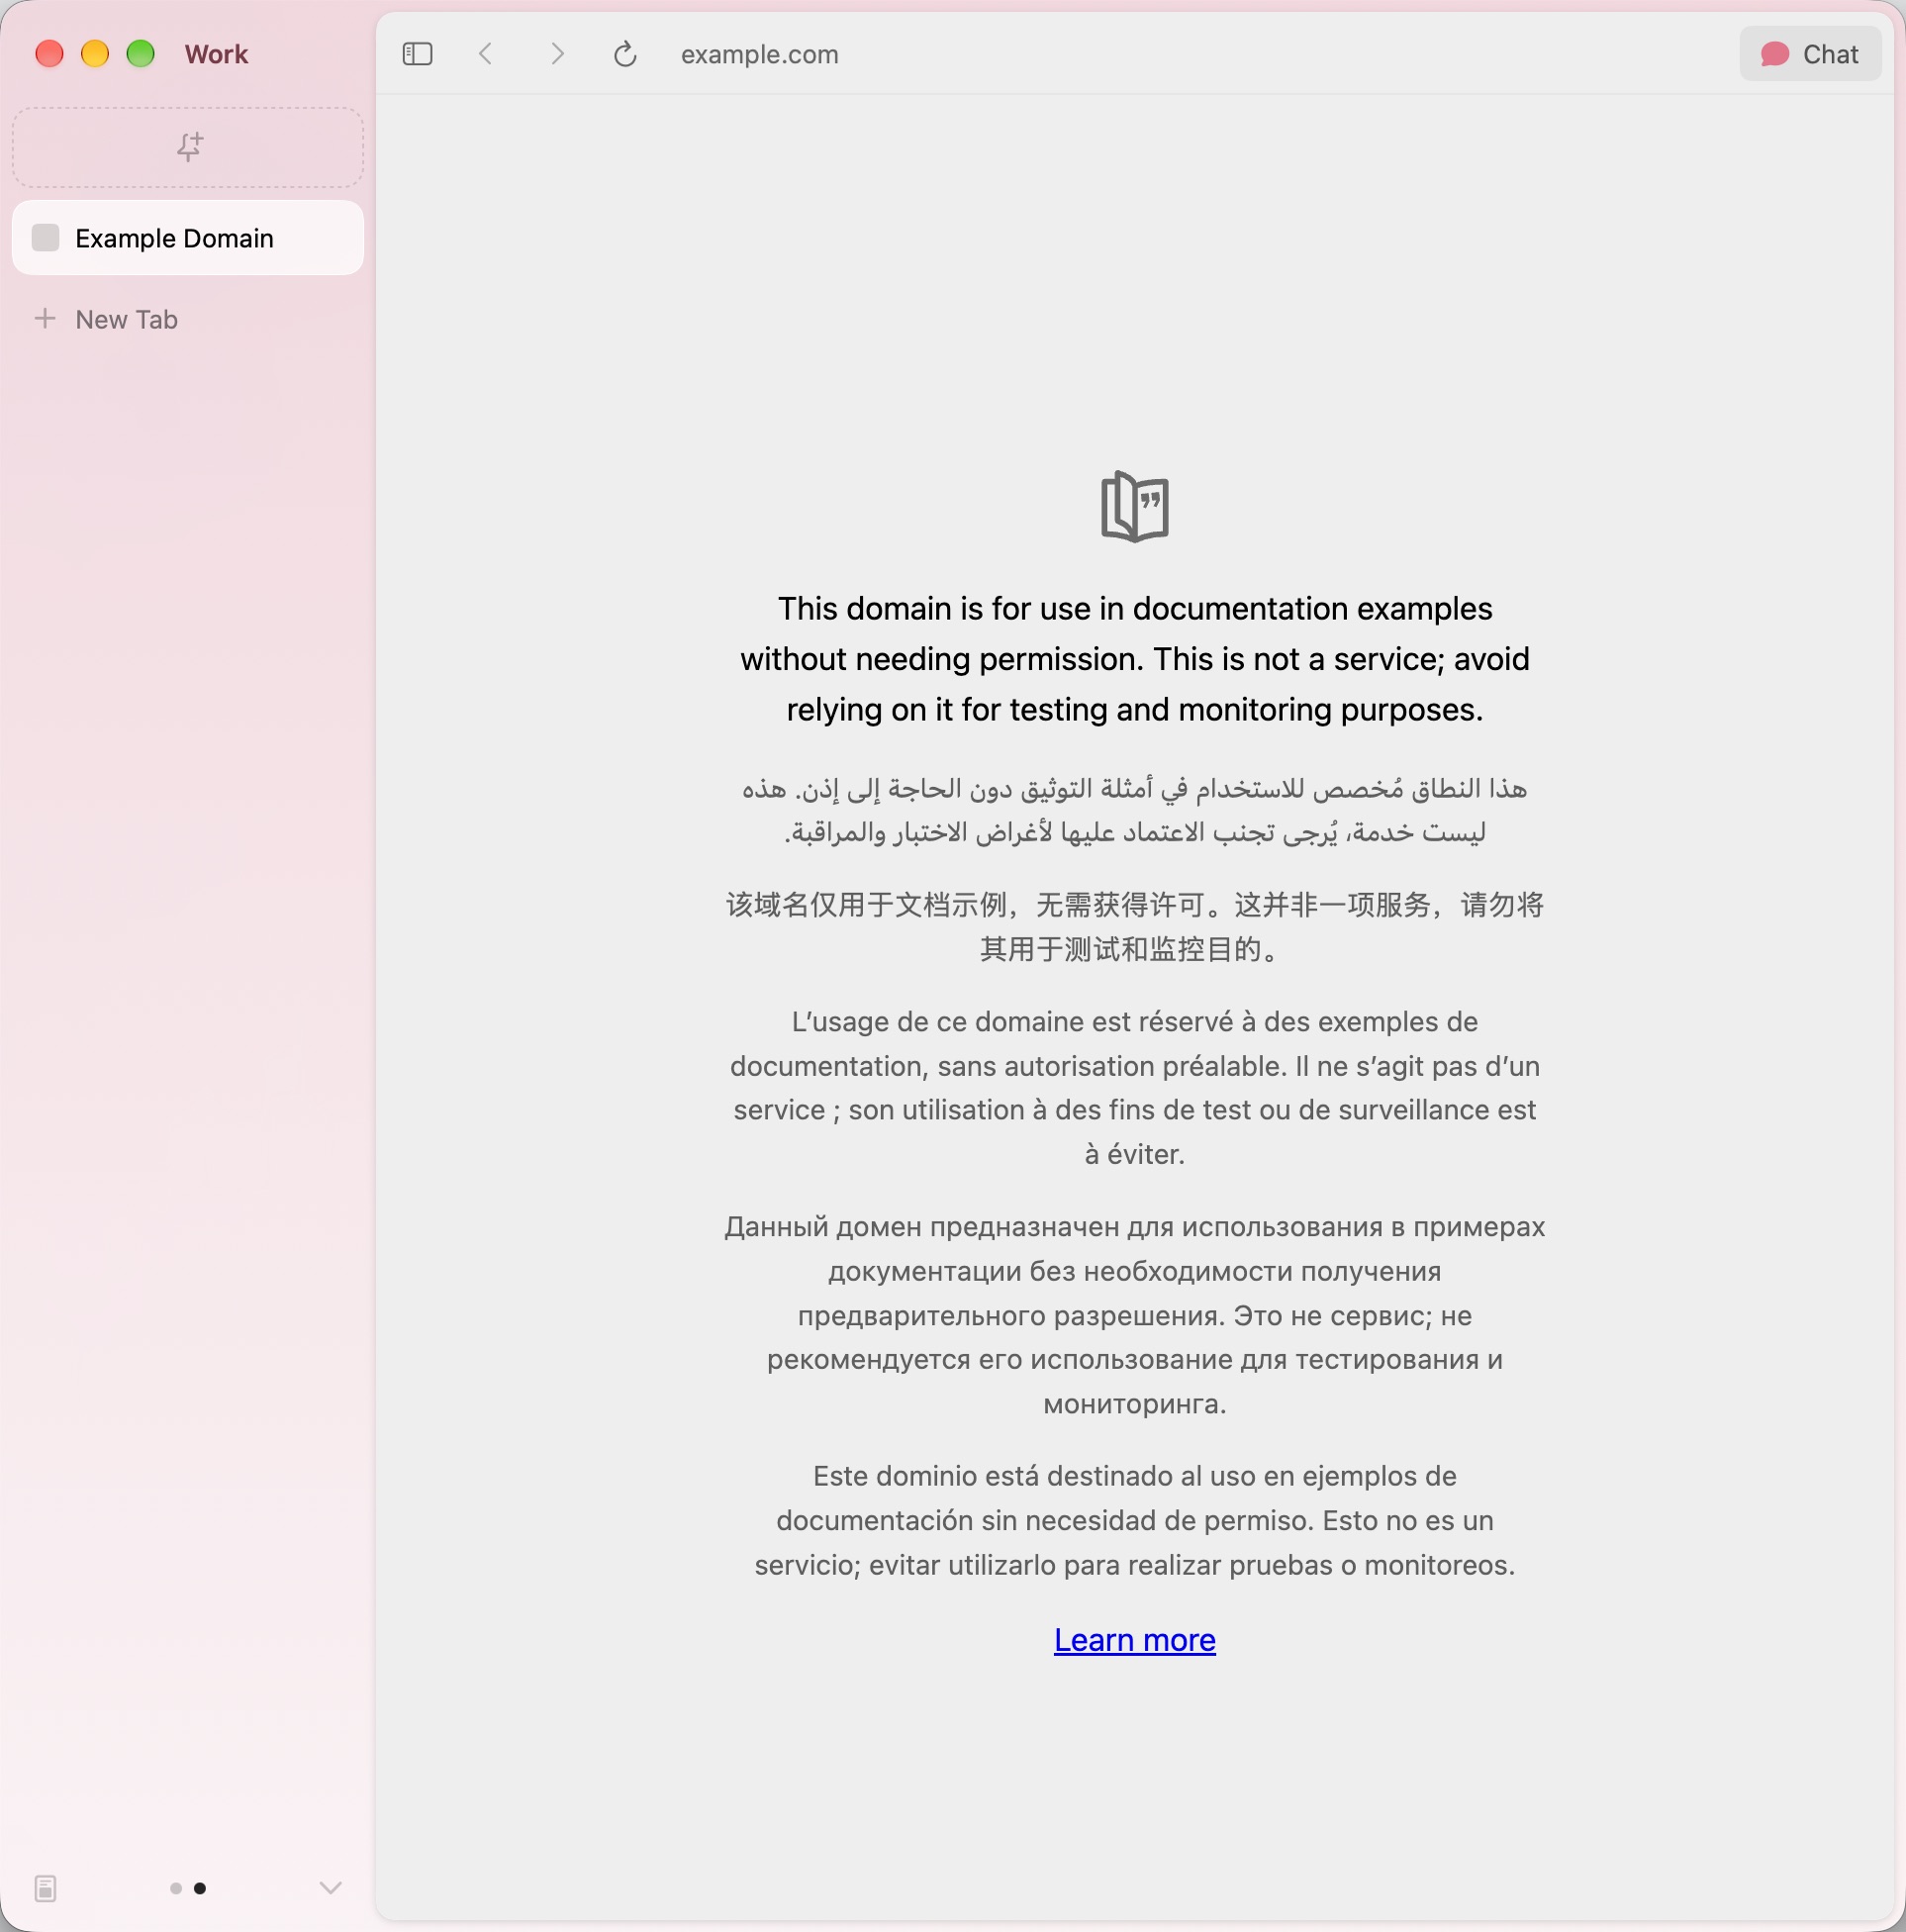 Work
example.com
Chat
Example Domain
New Tab
This domain is for use in documentation examples
without needing permission. This is not a service; avoid
relying on it for testing and monitoring purposes.
هذا النطاق مُخصص للاستخدام في أمثلة التوثيق دون الحاجة إلى إذن. هذه
ليست خدمة، يُرجى تجنب الاعتماد عليها لأغراض الاختبار والمراقبة.
该域名仅用于文档示例，无需获得许可。这并非一项服务，请勿将
其用于测试和监控目的。
L’usage de ce domaine est réservé à des exemples de
documentation, sans autorisation préalable. Il ne s’agit pas d’un
service ; son utilisation à des fins de test ou de surveillance est
à éviter.
Данный домен предназначен для использования в примерах
документации без необходимости получения
предварительного разрешения. Это не сервис; не
рекомендуется его использование для тестирования и
мониторинга.
Este dominio está destinado al uso en ejemplos de
documentación sin necesidad de permiso. Esto no es un
servicio; evitar utilizarlo para realizar pruebas o monitoreos.
Learn more